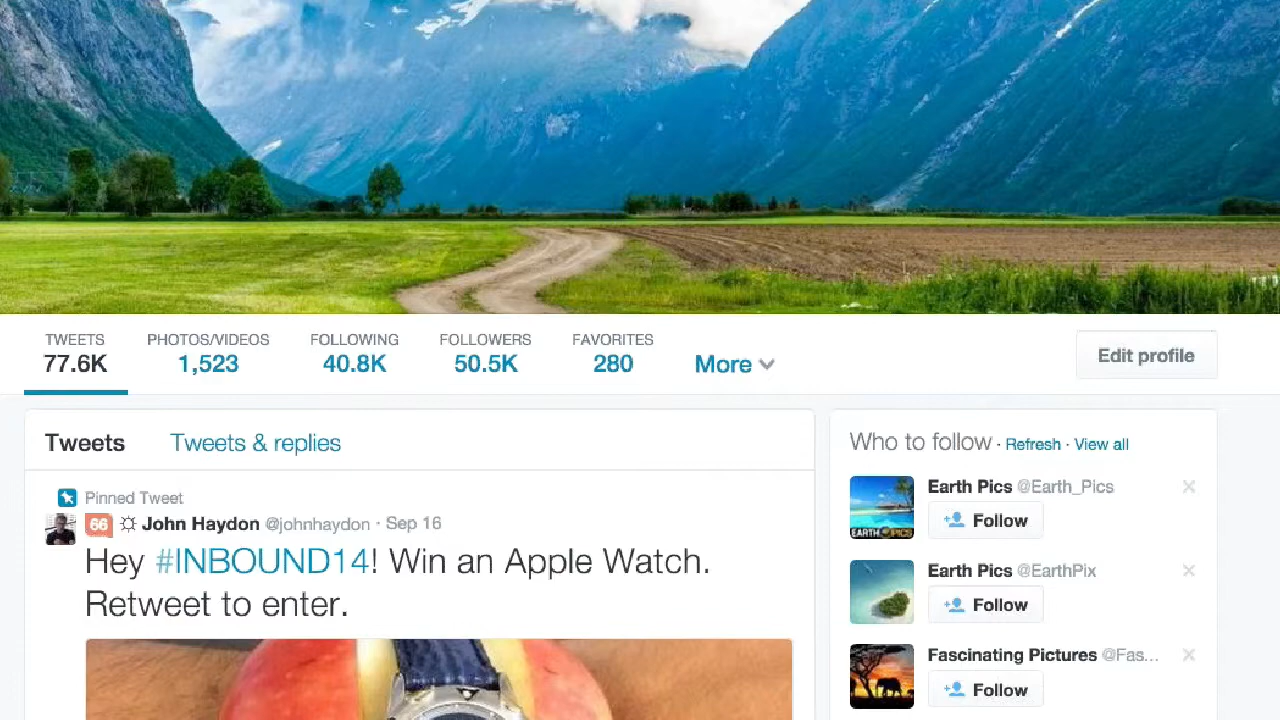 TWEETS PHOTOS/VIDEOS FOLLOWING FOLLOWERS FAVORITES
77.6K 1,523 40.8K 50.5K 280 More Edit profile
Tweets Tweets & replies
Pinned Tweet
66 John Haydon @johnhaydon · Sep 16
Hey #INBOUND14! Win an Apple Watch.
Retweet to enter.
Who to follow · Refresh · View all
Earth Pics @Earth_Pics
EARTH PICS
Follow
Earth Pics @EarthPix
Follow
Fascinating Pictures @Fas...
Follow